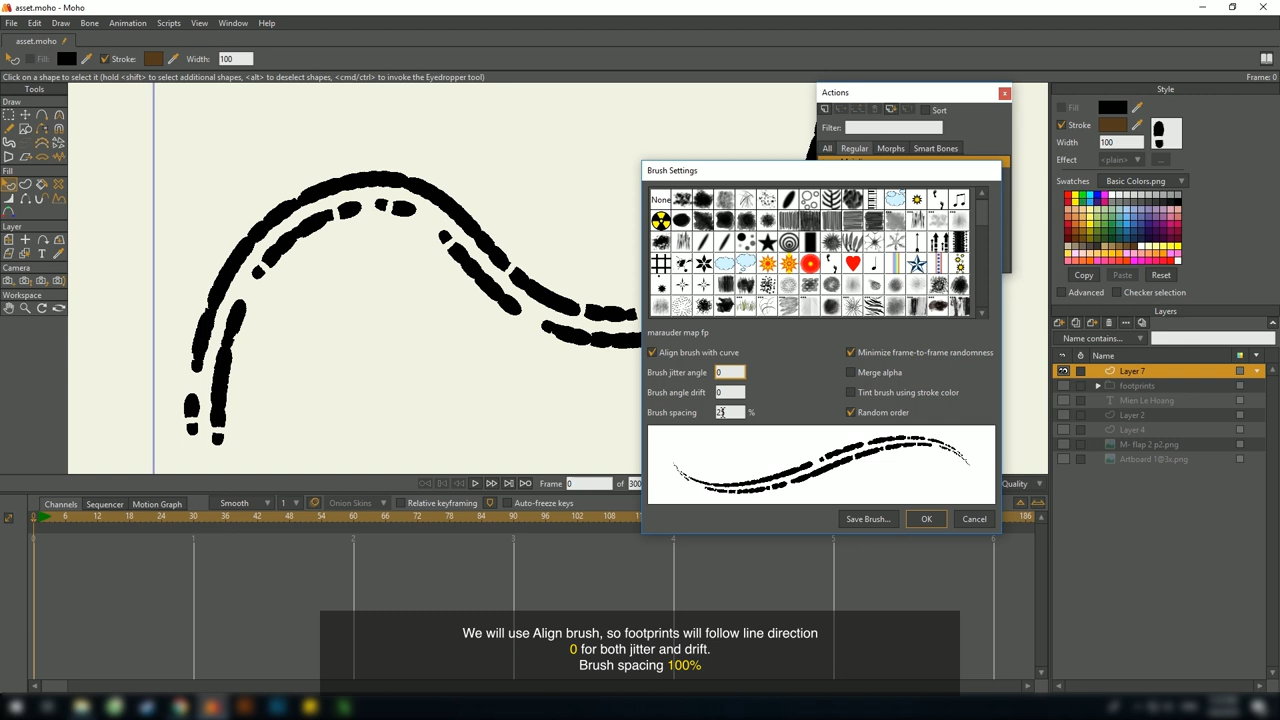 asset.moho - Moho
File Edit Draw Bone Animation Scripts View Window Help
asset.moho
Fill: Stroke: Width: 100
Click on a shape to select it (hold <shift> to select additional shapes, <alt> to deselect shapes, <cmd/ctrl> to invoke the Eyedropper tool)
Frame: 0
Tools
Draw
Fill
Layer
Camera
Workspace
Actions
Sort
Filter:
All Regular Morphs Smart Bones
Brush Settings
None
marauder map fp
Align brush with curve
Minimize frame-to-frame randomness
Brush jitter angle 0
Merge alpha
Brush angle drift 0
Tint brush using stroke color
Brush spacing %
Random order
Save Brush... OK Cancel
Style
Fill
Stroke
Width 100
Effect <plain> ...
Swatches Basic Colors.png
Copy Paste Reset
Advanced Checker selection
Layers
Name contains...
Name
Layer 7
footprints
Mien Le Hoang
Layer 2
Layer 4
M- flap 2 p2.png
Artboard 1@3x.png
Frame 0 of 300
Quality
Channels Sequencer Motion Graph Smooth 1 Onion Skins Relative keyframing Auto-freeze keys
0 6 12 18 24 30 36 42 48 54 60 66 72 78 84 90 96 102 108 186
0 1 2 3 4 5 6
We will use Align brush, so footprints will follow line direction
0 for both jitter and drift.
Brush spacing 100%